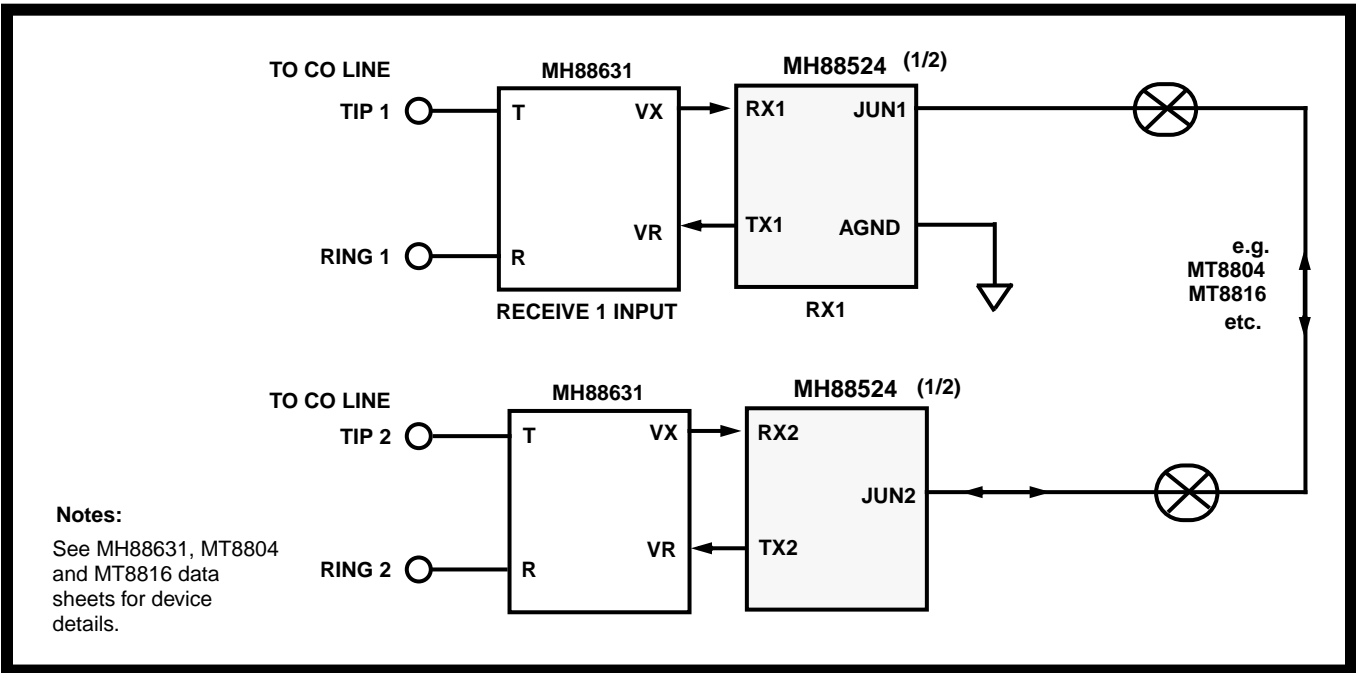 TO CO LINE
MH88631
MH88524 (1/2)
TIP 1
T
VX
RX1
JUN1
RING 1
R
VR
TX1
AGND
RECEIVE 1 INPUT
RX1
e.g.
MT8804
MT8816
etc.
TO CO LINE
MH88631
MH88524 (1/2)
TIP 2
T
VX
RX2
JUN2
RING 2
R
VR
TX2
Notes:
See MH88631, MT8804
and MT8816 data
sheets for device
details.